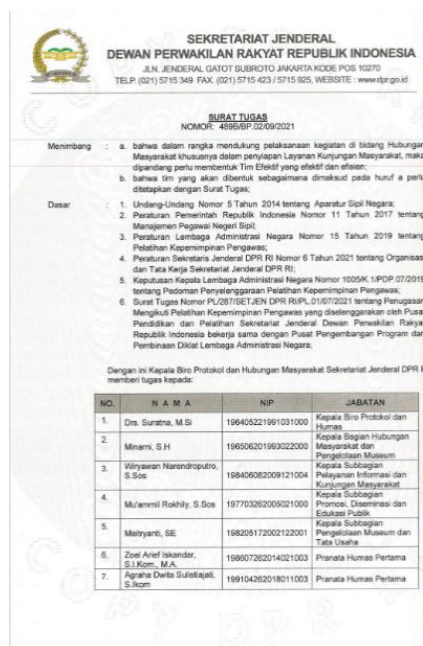 SEKRETARIAT JENDERAL
DEWAN PERWAKILAN RAKYAT REPUBLIK INDONESIA
JLN. JENDERAL GATOT SUBROTO JAKARTA KODE POS 10270
TELP. (021) 5715 349 FAX. (021) 5715 423 / 5715 925, WEBSITE : www.dpr.go.id
SURAT TUGAS
NOMOR: 489B/BP.02/09/2021
Menimbang : a. bahwa dalam rangka mendukung pelaksanaan kegiatan di bidang Hubungan
Masyarakat khususnya dalam penyiapan Layanan Kunjungan Masyarakat, maka
dipandang perlu membentuk Tim Efektif yang efektif dan efisien;
b. bahwa tim yang akan dibentuk sebagaimana dimaksud pada huruf a perlu
ditetapkan dengan Surat Tugas;
Dasar : 1. Undang-Undang Nomor 5 Tahun 2014 tentang Aparatur Sipil Negara;
2. Peraturan Pemerintah Republik Indonesia Nomor 11 Tahun 2017 tentang
Manajemen Pegawai Negeri Sipil;
3. Peraturan Lembaga Administrasi Negara Nomor 15 Tahun 2019 tentang
Pelatihan Kepemimpinan Pengawas;
4. Peraturan Sekretaris Jenderal DPR RI Nomor 6 Tahun 2021 tentang Organisas
dan Tata Kerja Sekretariat Jenderal DPR RI;
5. Keputusan Kepala Lembaga Administrasi Negara Nomor 1005/K.1/POP.07/2019
tentang Pedoman Penyelenggaraan Pelatihan Kepemimpinan Pengawas;
6. Surat Tugas Nomor PL/287/SETJEN DPR RI/PL.01/07/2021 tentang Penugasan
Mengikuti Pelatihan Kepemimpinan Pengawas yang diselenggarakan oleh Pusa
Pendidikan dan Pelatihan Sekretariat Jenderal Dewan Perwakilan Rakya
Republik Indonesia bekerja sama dengan Pusat Pengembangan Program dan
Pembinaan Diklat Lembaga Administrasi Negara;
Dengan ini Kepala Biro Protokol dan Hubungan Masyarakat Sekretariat Jenderal DPR R
memberi tugas kepada:
NO. N A M A NIP JABATAN
1. Drs. Suratna, M.Si 196405221991031000 Kepala Biro Protokol dan
Humas
2. Minarni, S.H 196506201993022000 Kepala Bagian Hubungan
Masyarakat dan
Pengelolaan Museum
3. Wiryawan Narendroputro,
S.Sos 198406082009121004 Kepala Subbagian
Pelayanan Informasi dan
Kunjungan Masyarakat
4. Mu'ammil Rokhily, S.Sos 197703262005021000 Kepala Subbagian
Promosi, Diseminasi dan
Edukasi Publik
5. Meitryanti, SE 198205172002122001 Kepala Subbagian
Pengelolaan Museum dan
Tata Usaha
6. Zoel Arief Iskandar,
S.I.Kom., M.A. 198807262014021003 Pranata Humas Pertama
7. Agraha Dwita Sulistiajati,
S.Ikom 199104262018011003 Pranata Humas Pertama